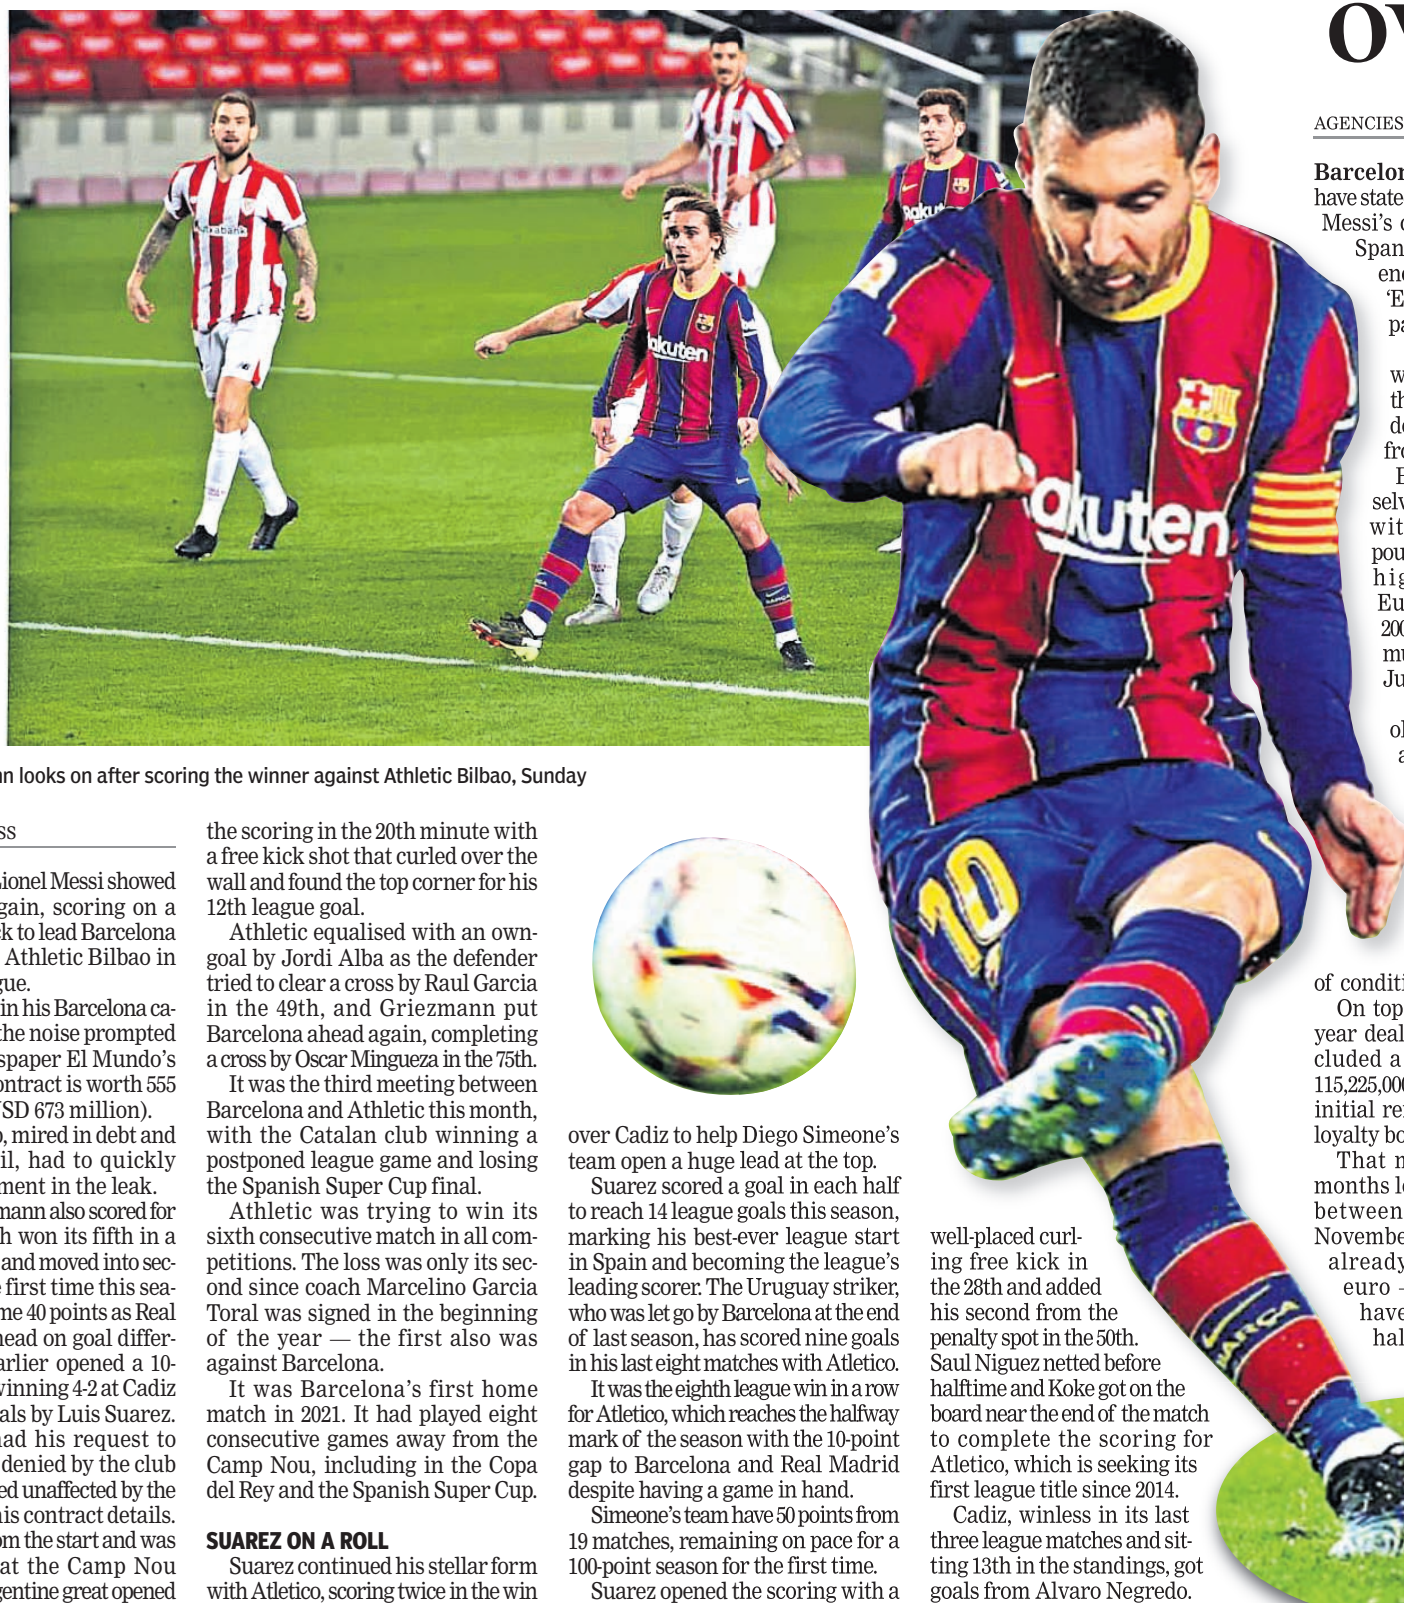 nn looks on after scoring the winner against Athletic Bilbao, Sunday
ss
Lionel Messi showed
gain, scoring on a
ck to lead Barcelona
Athletic Bilbao in
gue.
in his Barcelona ca-
the noise prompted
spaper El Mundo's
ontract is worth 555
USD 673 million).
o, mired in debt and
il, had to quickly
ment in the leak.
mann also scored for
h won its fifth in a
and moved into sec-
e first time this sea-
me 40 points as Real
head on goal differ-
arlier opened a 10-
winning 4-2 at Cadiz
als by Luis Suarez.
had his request to
denied by the club
ed unaffected by the
his contract details.
om the start and was
at the Camp Nou
gentine great opened
the scoring in the 20th minute with
a free kick shot that curled over the
wall and found the top corner for his
12th league goal.
Athletic equalised with an own-
goal by Jordi Alba as the defender
tried to clear a cross by Raul Garcia
in the 49th, and Griezmann put
Barcelona ahead again, completing
a cross by Oscar Mingueza in the 75th.
It was the third meeting between
Barcelona and Athletic this month,
with the Catalan club winning a
postponed league game and losing
the Spanish Super Cup final.
Athletic was trying to win its
sixth consecutive match in all com-
petitions. The loss was only its sec-
ond since coach Marcelino Garcia
Toral was signed in the beginning
of the year — the first also was
against Barcelona.
It was Barcelona's first home
match in 2021. It had played eight
consecutive games away from the
Camp Nou, including in the Copa
del Rey and the Spanish Super Cup.
SUAREZ ON A ROLL
Suarez continued his stellar form
with Atletico, scoring twice in the win
over Cadiz to help Diego Simeone's
team open a huge lead at the top.
Suarez scored a goal in each half
to reach 14 league goals this season,
marking his best-ever league start
in Spain and becoming the league's
leading scorer. The Uruguay striker,
who was let go by Barcelona at the end
of last season, has scored nine goals
in his last eight matches with Atletico.
It was the eighth league win in a row
for Atletico, which reaches the halfway
mark of the season with the 10-point
gap to Barcelona and Real Madrid
despite having a game in hand.
Simeone's team have 50 points from
19 matches, remaining on pace for a
100-point season for the first time.
Suarez opened the scoring with a
well-placed curl-
ing free kick in
the 28th and added
his second from the
penalty spot in the 50th.
Saul Niguez netted before
halftime and Koke got on the
board near the end of the match
to complete the scoring for
Atletico, which is seeking its
first league title since 2014.
Cadiz, winless in its last
three league matches and sit-
ting 13th in the standings, got
goals from Alvaro Negredo.
AGENCIES
Barcelon
have state
Messi's c
Span
enc
'E
pa
w
th
de
fro
E
selv
wit
pou
hig
Eu
200
mu
Ju
ol
a
of conditi
On top
year deal
cluded a
115,225,000
initial re
loyalty bo
That m
months le
between
Novembe
already
euro –
have
hal
Rakuten
Rakuten
akuten
10
BARÇA